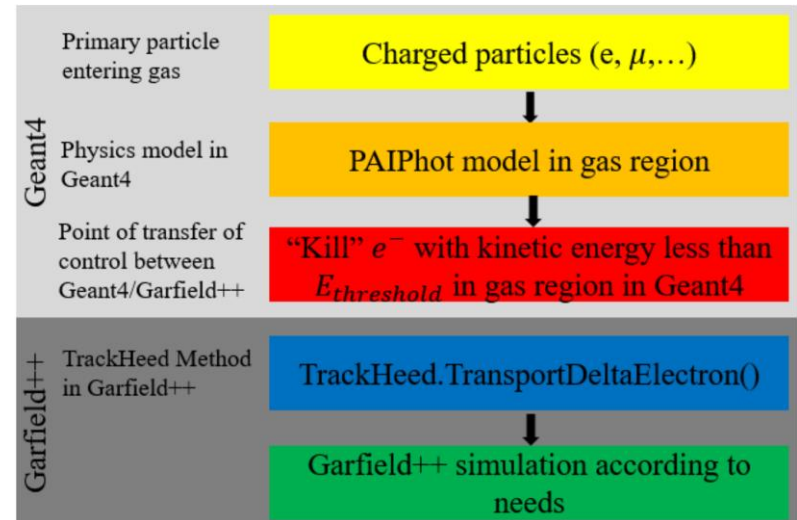 Geant4
Primary particle
entering gas
Charged particles (e, μ,…)
Physics model in
Geant4
PAIPhot model in gas region
Point of transfer of
control between
Geant4/Garfield++
“Kill” e⁻ with kinetic energy less than
E_threshold in gas region in Geant4
Garfield++
TrackHeed Method
in Garfield++
TrackHeed.TransportDeltaElectron()
Garfield++ simulation according to
needs